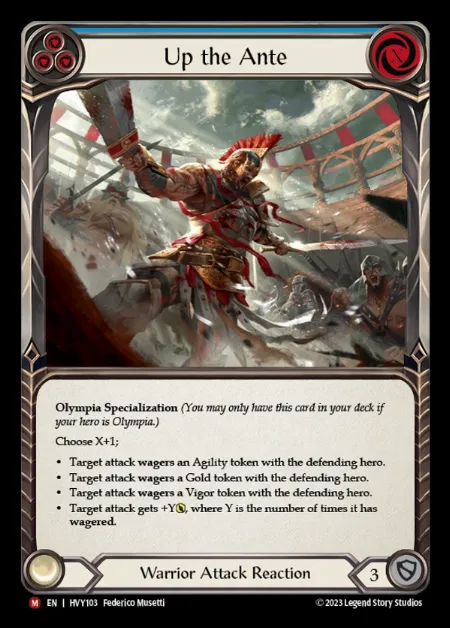 X
Up the Ante
Olympia Specialization (You may only have this card in your deck if
your hero is Olympia.)
Choose X+1;
• Target attack wagers an Agility token with the defending hero.
• Target attack wagers a Gold token with the defending hero.
• Target attack wagers a Vigor token with the defending hero.
• Target attack gets +Y, where Y is the number of times it has
wagered.
Warrior Attack Reaction
3
M EN | HVY103 Federico Musetti
© 2023 Legend Story Studios